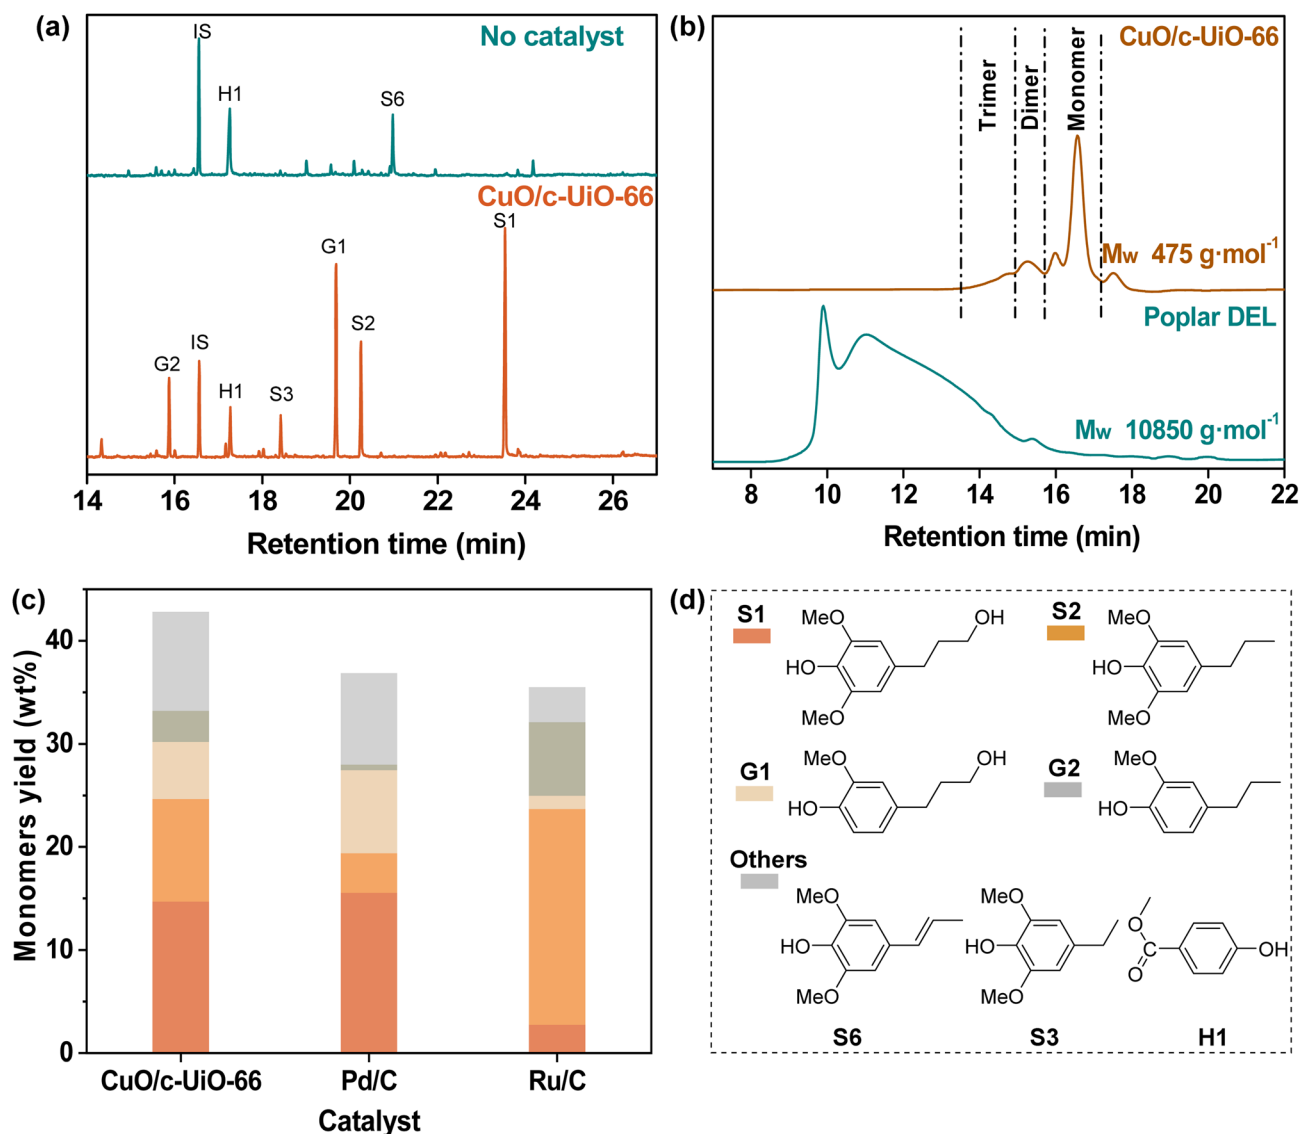 (a)
No catalyst
IS
H1
S6
CuO/c-UiO-66
G2
IS
H1
S3
G1
S2
S1
14 16 18 20 22 24 26
Retention time (min)
(b)
CuO/c-UiO-66
Trimer
Dimer
Monomer
Mw 475 g·mol⁻¹
Poplar DEL
Mw 10850 g·mol⁻¹
8 10 12 14 16 18 20 22
Retention time (min)
(c)
Monomers yield (wt%)
40
30
20
10
0
CuO/c-UiO-66 Pd/C Ru/C
Catalyst
(d)
S1
MeO
OH
HO
MeO
S2
MeO
HO
MeO
G1
MeO
OH
HO
G2
MeO
HO
Others
MeO
HO
MeO
S6
MeO
HO
MeO
S3
O
O
OH
H1